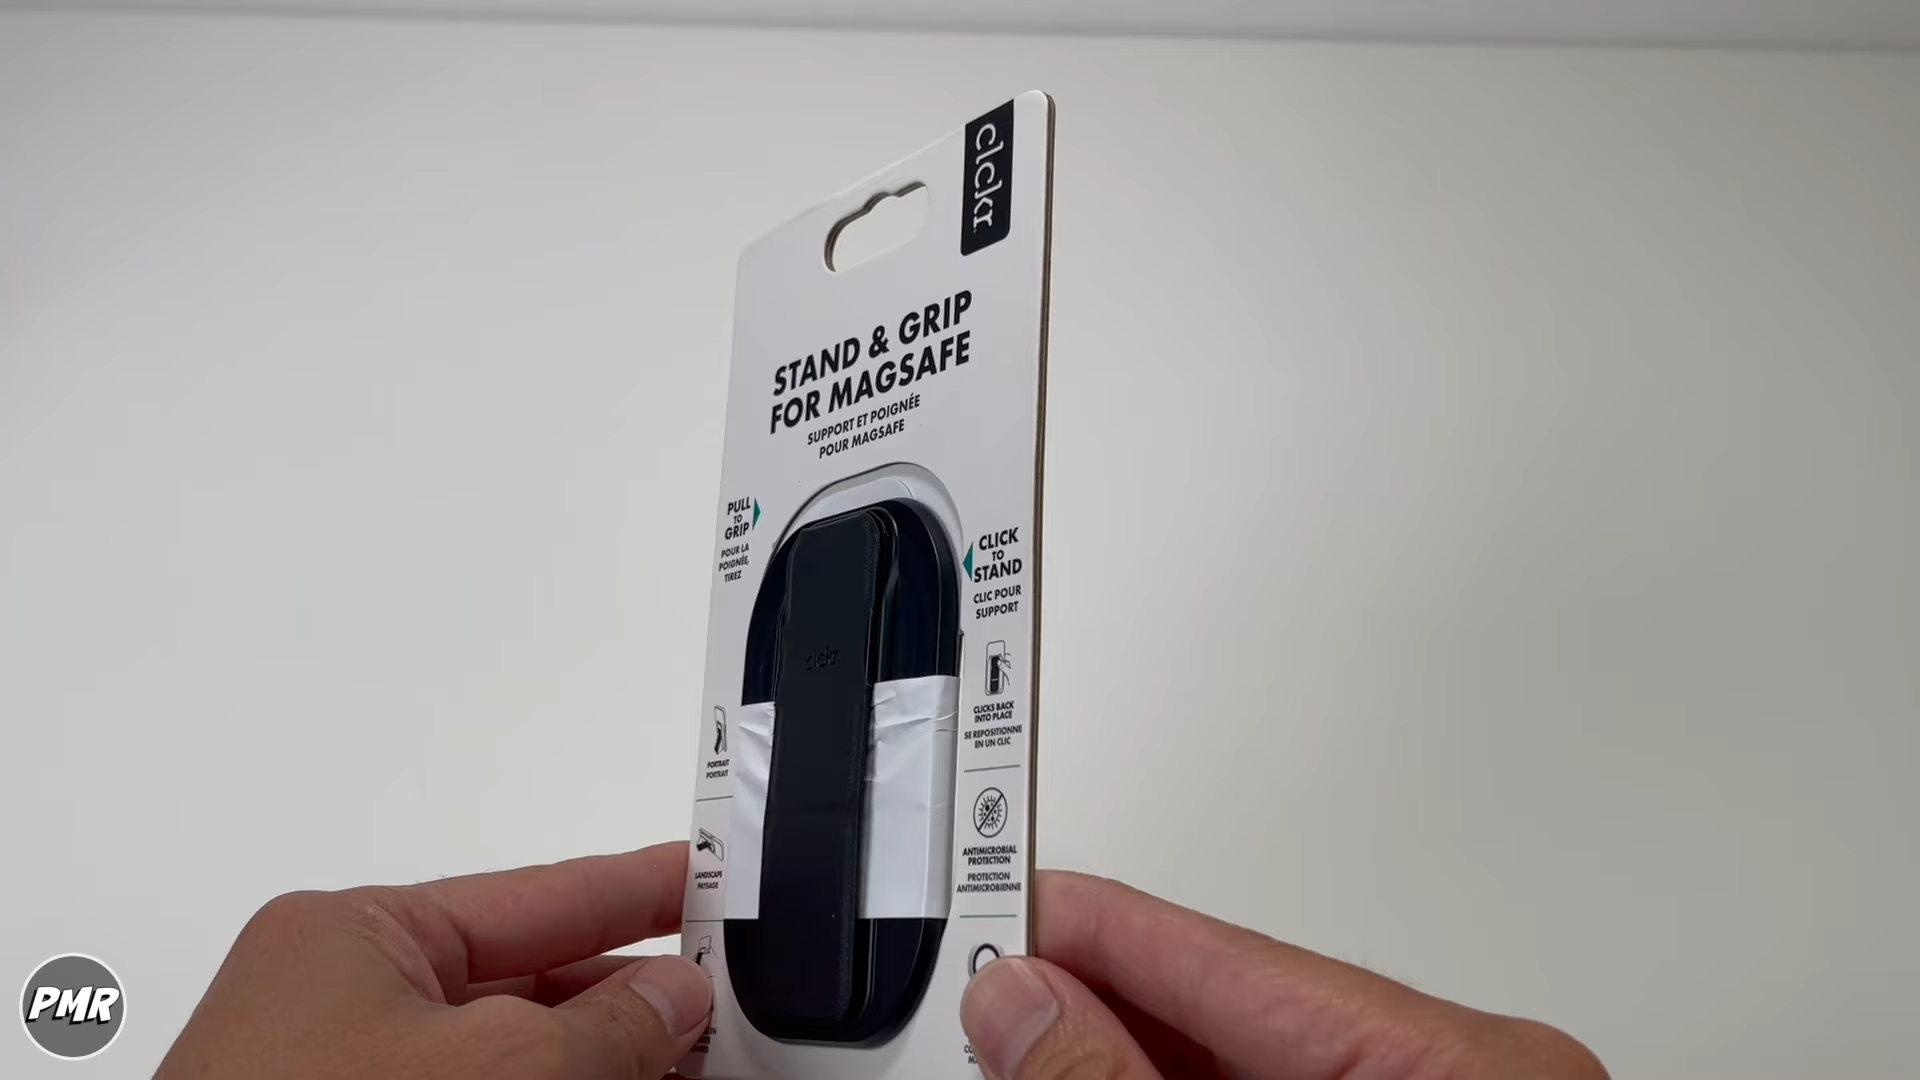 clckr
STAND & GRIP
FOR MAGSAFE
SUPPORT ET POIGNÉE
POUR MAGSAFE
PULL
TO
GRIP
POUR LA
POIGNÉE,
TIREZ
CLICK
TO
STAND
CLIC POUR
SUPPORT
clckr
CLICKS BACK
INTO PLACE
SE REPOSITIONNE
EN UN CLIC
PORTRAIT
PORTRAIT
ANTIMICROBIAL
PROTECTION
PROTECTION
ANTIMICROBIENNE
LANDSCAPE
PAYSAGE
PMR